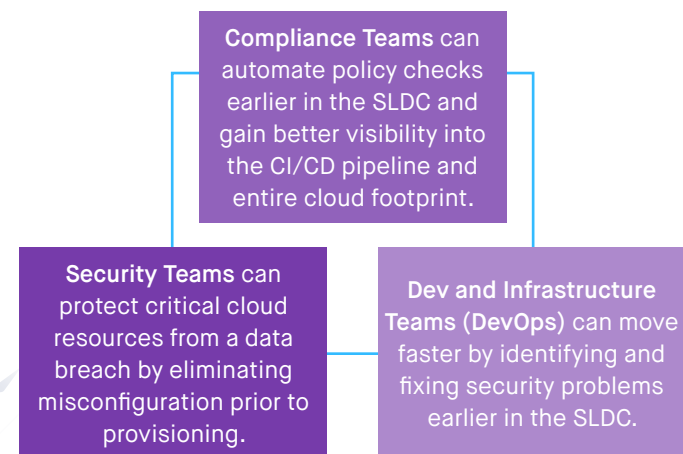 Compliance Teams can
automate policy checks
earlier in the SLDC and
gain better visibility into
the CI/CD pipeline and
entire cloud footprint.
Security Teams can
protect critical cloud
resources from a data
breach by eliminating
misconfiguration prior to
provisioning.
Dev and Infrastructure
Teams (DevOps) can move
faster by identifying and
fixing security problems
earlier in the SLDC.